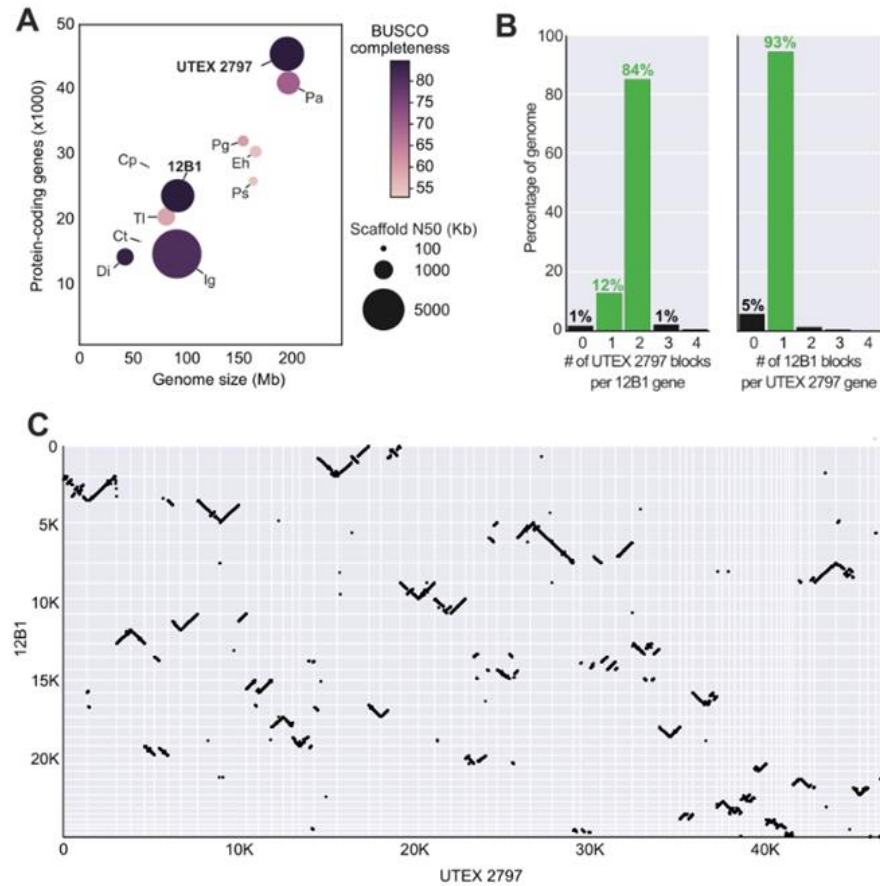 A
50
40
30
20
10
Protein-coding genes (x1000)
UTEX 2797
Pa
Pg
Eh
Cp
12B1
Ps
Tl
Ct
Di
Ig
0 50 100 150 200
Genome size (Mb)
BUSCO
completeness
80
75
70
65
60
55
Scaffold N50 (Kb)
100
1000
5000
B
100
80
60
40
20
0
Percentage of genome
84%
12%
1%
1%
0 1 2 3 4
# of UTEX 2797 blocks
per 12B1 gene
93%
5%
0 1 2 3 4
# of 12B1 blocks
per UTEX 2797 gene
C
0
5K
10K
15K
20K
12B1
0 10K 20K 30K 40K
UTEX 2797